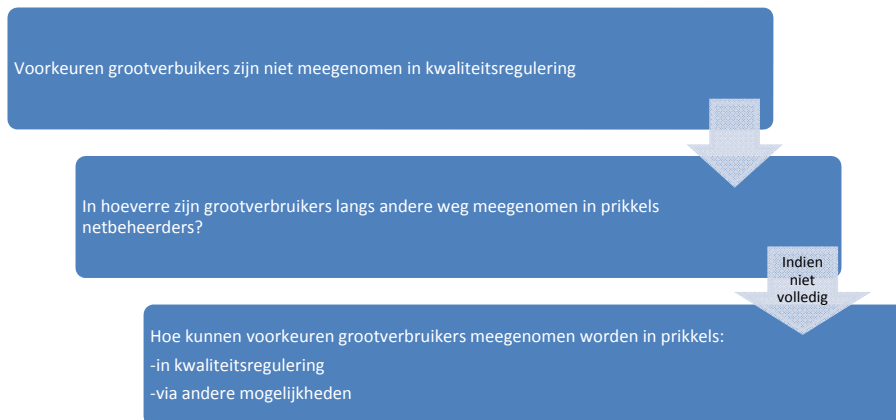 Voorkeuren grootverbuikers zijn niet meegenomen in kwaliteitsregulering
In hoeverre zijn grootverbruikers langs andere weg meegenomen in prikkels
netbeheerders?
Indien
niet
volledig
Hoe kunnen voorkeuren grootverbruikers meegenomen worden in prikkels:
-in kwaliteitsregulering
-via andere mogelijkheden